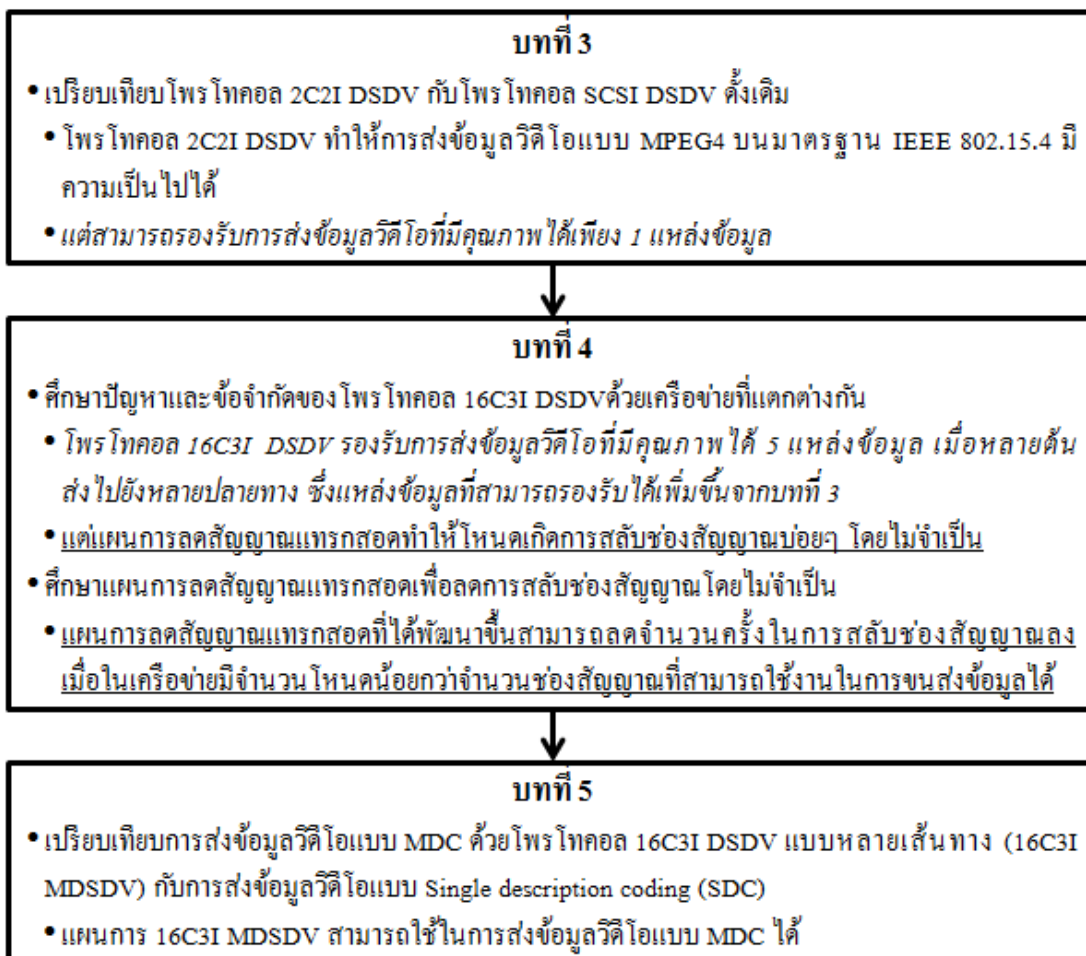 บทที่ 3
• เปรียบเทียบโพรโทคอล 2C2I DSDV กับโพรโทคอล SCSI DSDV ดั้งเดิม
• โพรโทคอล 2C2I DSDV ทำให้การส่งข้อมูลวิดีโอแบบ MPEG4 บนมาตรฐาน IEEE 802.15.4 มี
ความเป็นไปได้
• แต่สามารถรองรับการส่งข้อมูลวิดีโอที่มีคุณภาพได้เพียง 1 แหล่งข้อมูล
บทที่ 4
• ศึกษาปัญหาและข้อจำกัดของโพรโทคอล 16C3I DSDVด้วยเครือข่ายที่แตกต่างกัน
• โพรโทคอล 16C3I DSDV รองรับการส่งข้อมูลวิดีโอที่มีคุณภาพได้ 5 แหล่งข้อมูล เมื่อหลายต้น
ส่งไปยังหลายปลายทาง ซึ่งแหล่งข้อมูลที่สามารถรองรับได้เพิ่มขึ้นจากบทที่ 3
• แต่แผนการลดสัญญาณแทรกสอดทำให้โหนดเกิดการสลับช่องสัญญาณบ่อยๆ โดยไม่จำเป็น
• ศึกษาแผนการลดสัญญาณแทรกสอดเพื่อลดการสลับช่องสัญญาณโดยไม่จำเป็น
• แผนการลดสัญญาณแทรกสอดที่ได้พัฒนาขึ้นสามารถลดจำนวนครั้งในการสลับช่องสัญญาณลง
เมื่อในเครือข่ายมีจำนวนโหนดน้อยกว่าจำนวนช่องสัญญาณที่สามารถใช้งานในการขนส่งข้อมูลได้
บทที่ 5
• เปรียบเทียบการส่งข้อมูลวิดีโอแบบ MDC ด้วยโพรโทคอล 16C3I DSDV แบบหลายเส้นทาง (16C3I
MDSDV) กับการส่งข้อมูลวิดีโอแบบ Single description coding (SDC)
• แผนการ 16C3I MDSDV สามารถใช้ในการส่งข้อมูลวิดีโอแบบ MDC ได้